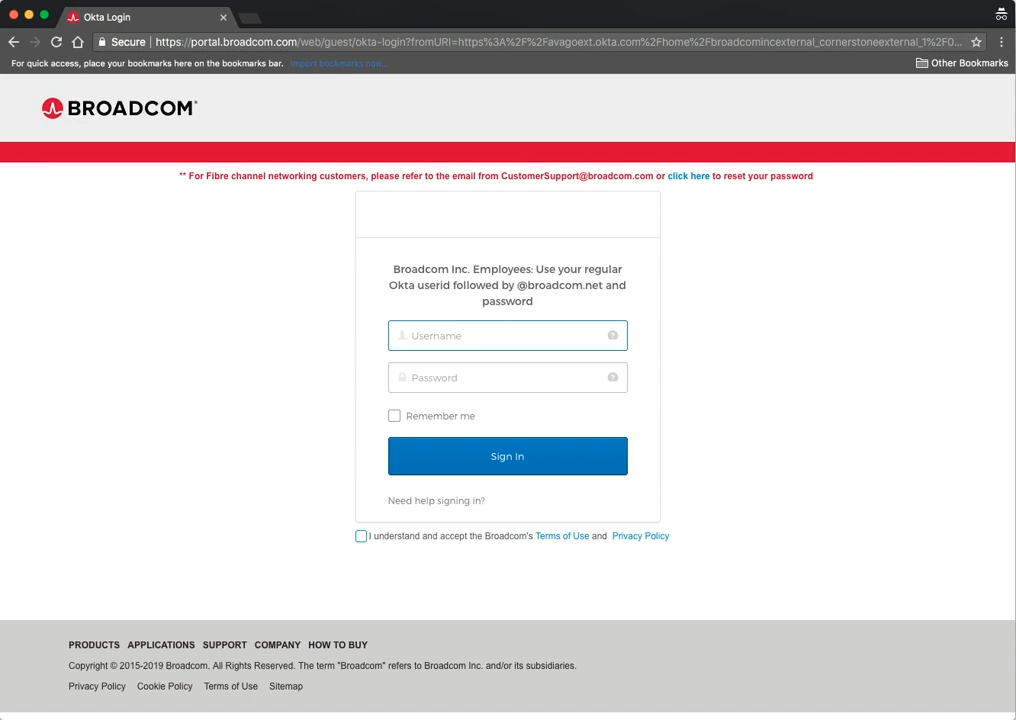 Okta Login
Secure | https://portal.broadcom.com/web/guest/okta-login?fromURI=https%3A%2F%2Favagoext.okta.com%2Fhome%2Fbroadcomincexternal_cornerstoneexternal_1%2F0...
For quick access, place your bookmarks here on the bookmarks bar. Import bookmarks now...
Other Bookmarks
BROADCOM
** For Fibre channel networking customers, please refer to the email from CustomerSupport@broadcom.com or click here to reset your password
Broadcom Inc. Employees: Use your regular
Okta userid followed by @broadcom.net and
password
Username
Password
Remember me
Sign In
Need help signing in?
I understand and accept the Broadcom's Terms of Use and Privacy Policy
PRODUCTS APPLICATIONS SUPPORT COMPANY HOW TO BUY
Copyright © 2015-2019 Broadcom. All Rights Reserved. The term "Broadcom" refers to Broadcom Inc. and/or its subsidiaries.
Privacy Policy Cookie Policy Terms of Use Sitemap